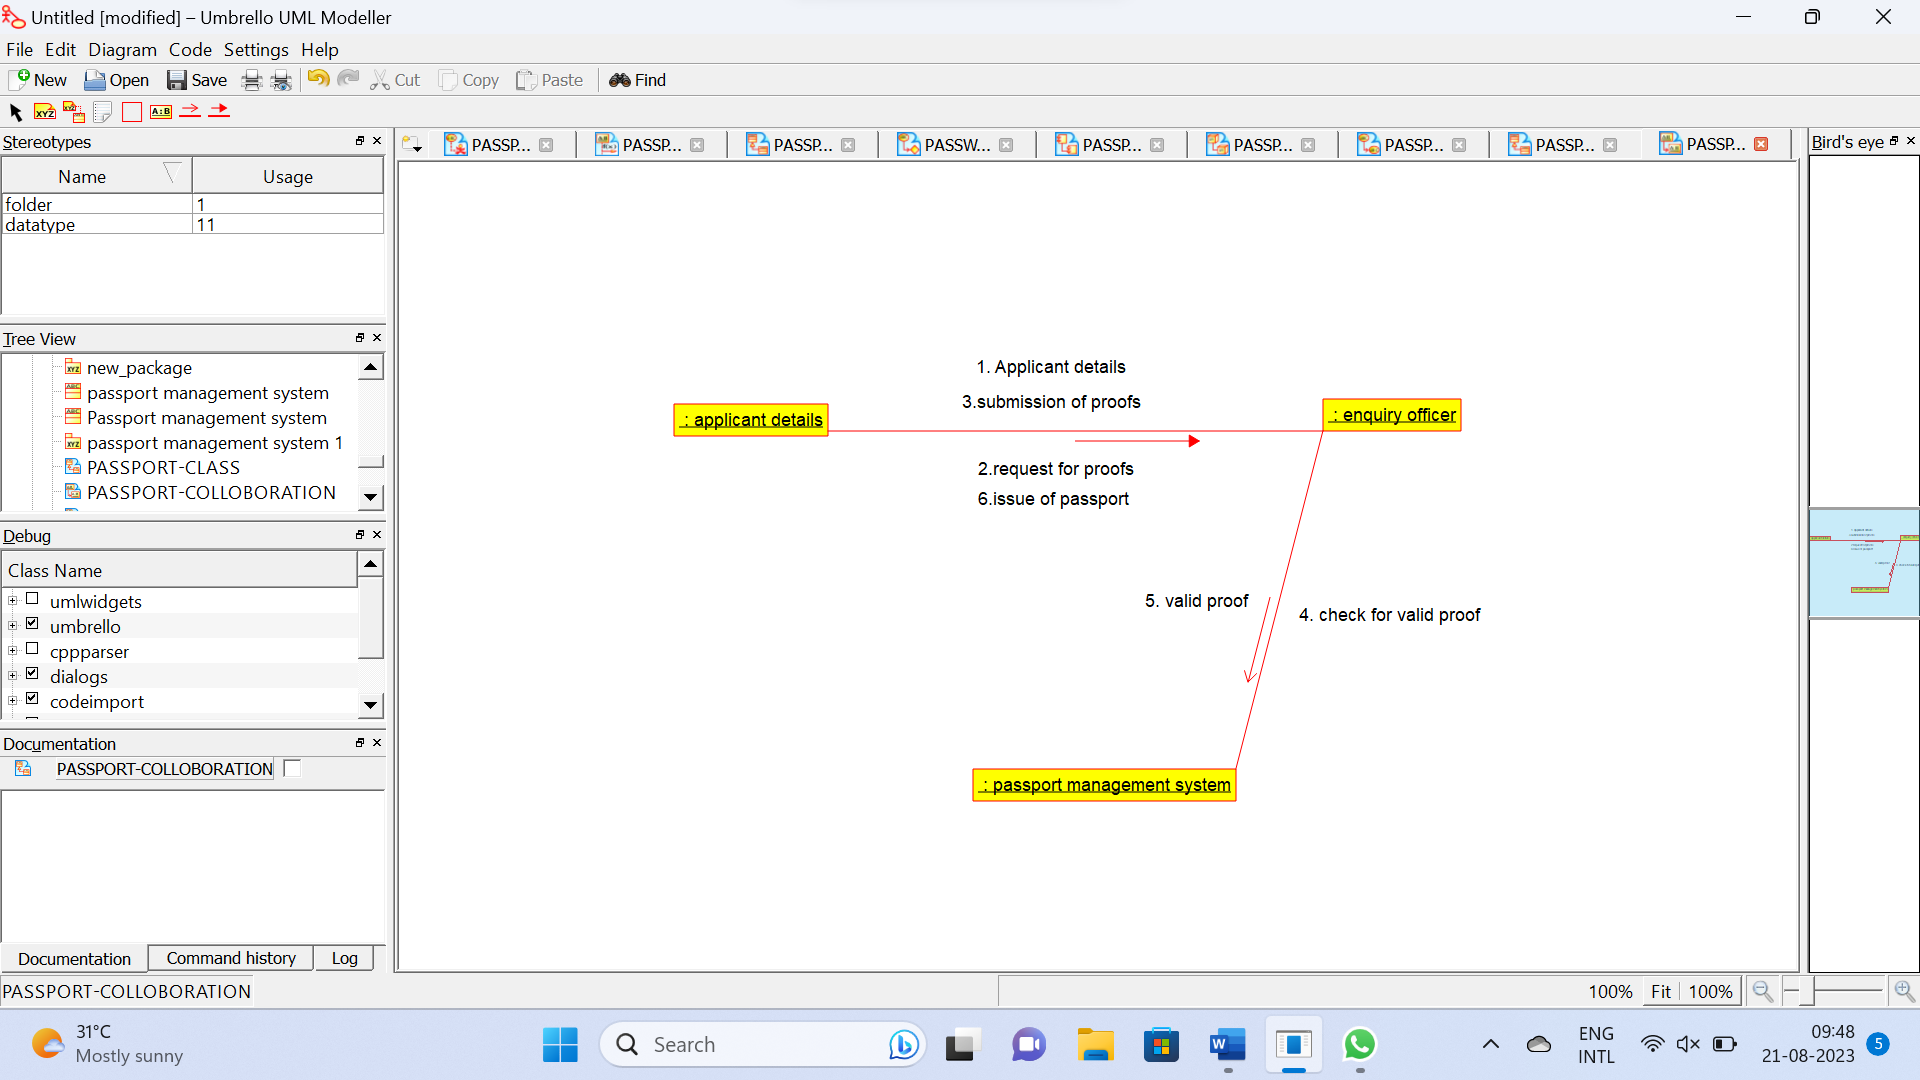 Untitled [modified] – Umbrello UML Modeller
File Edit Diagram Code Settings Help
New Open Save Cut Copy Paste Find
XYZ XYZ A:B
Stereotypes
Name Usage
folder 1
datatype 11
Tree View
new_package
passport management system
Passport management system
passport management system 1
PASSPORT-CLASS
PASSPORT-COLLOBORATION
Debug
Class Name
umlwidgets
umbrello
cppparser
dialogs
codeimport
Documentation
PASSPORT-COLLOBORATION
Documentation Command history Log
PASSP... PASSP... PASSP... PASSW... PASSP... PASSP... PASSP... PASSP... PASSP...
Bird's eye
1. Applicant details
3.submission of proofs
: applicant details
: enquiry officer
2.request for proofs
6.issue of passport
5. valid proof
4. check for valid proof
: passport management system
PASSPORT-COLLOBORATION
100% Fit 100%
31°C
Mostly sunny
Search
ENG
INTL
09:48
21-08-2023
5